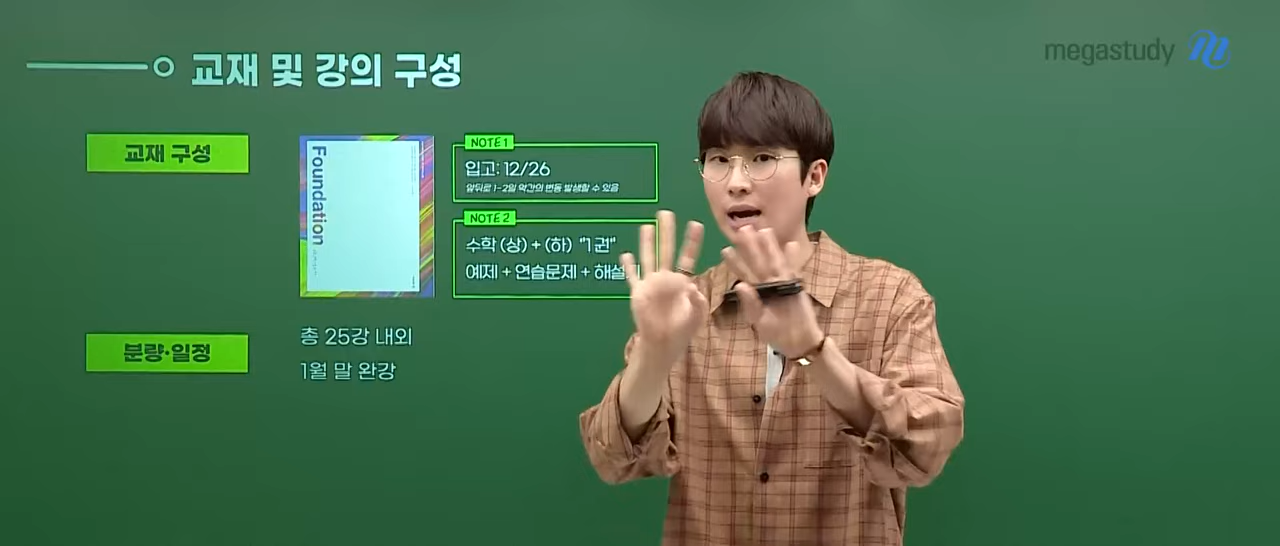 교재 및 강의 구성
megastudy
교재 구성
Foundation
NOTE 1
입고: 12/26
앞뒤로 1~2일 약간의 변동 발생할 수 있음
NOTE 2
수학 (상) + (하) "1권"
예제 + 연습문제 + 해설
분량·일정
총 25강 내외
1월 말 완강